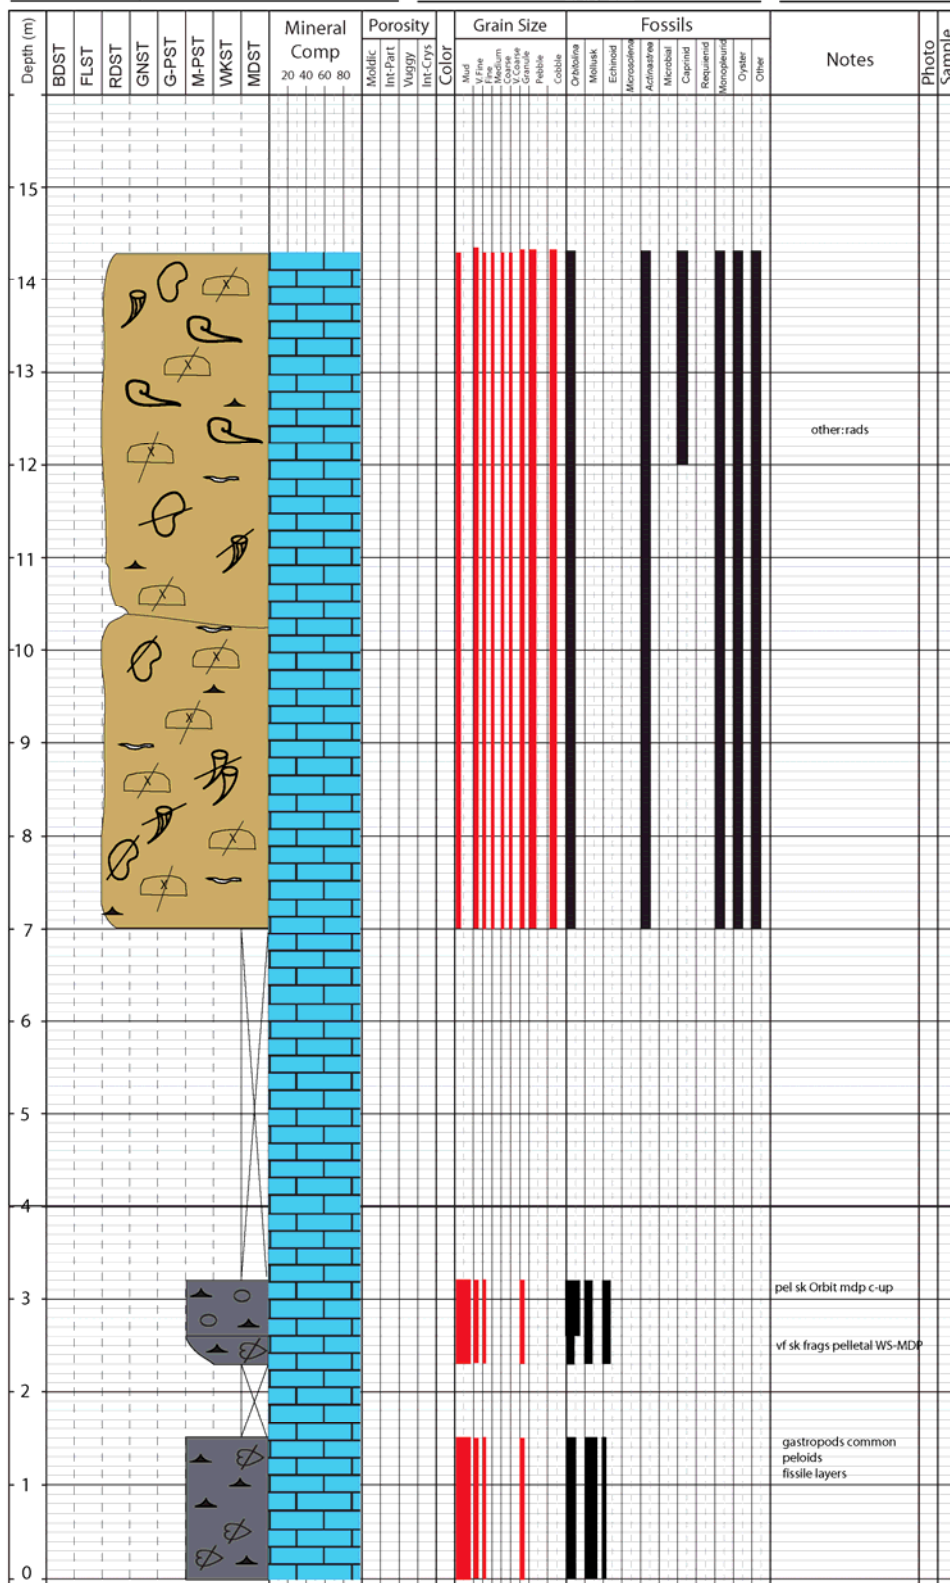 Depth (m)
BDST
FLST
RDST
GNST
G-PST
M-PST
WKST
MDST
Mineral
Comp
20 40 60 80
Porosity
Moldic
Int-Part
Vuggy
Int-Crys
Color
Grain Size
Mud
V. Fine
Fine
Medium
Coarse
V. Coarse
Granule
Pebble
Cobble
Fossils
Orbitolina
Mollusk
Echinoid
Microsolena
Actinastrea
Microbial
Caprinid
Requienid
Monopleurid
Oyster
Other
Notes
Photo
Sample
15
14
13
other:rads
12
11
10
9
8
7
6
5
4
pel sk Orbit mdp c-up
3
vf sk frags pelletal WS-MDP
2
gastropods common
peloids
fissile layers
1
0